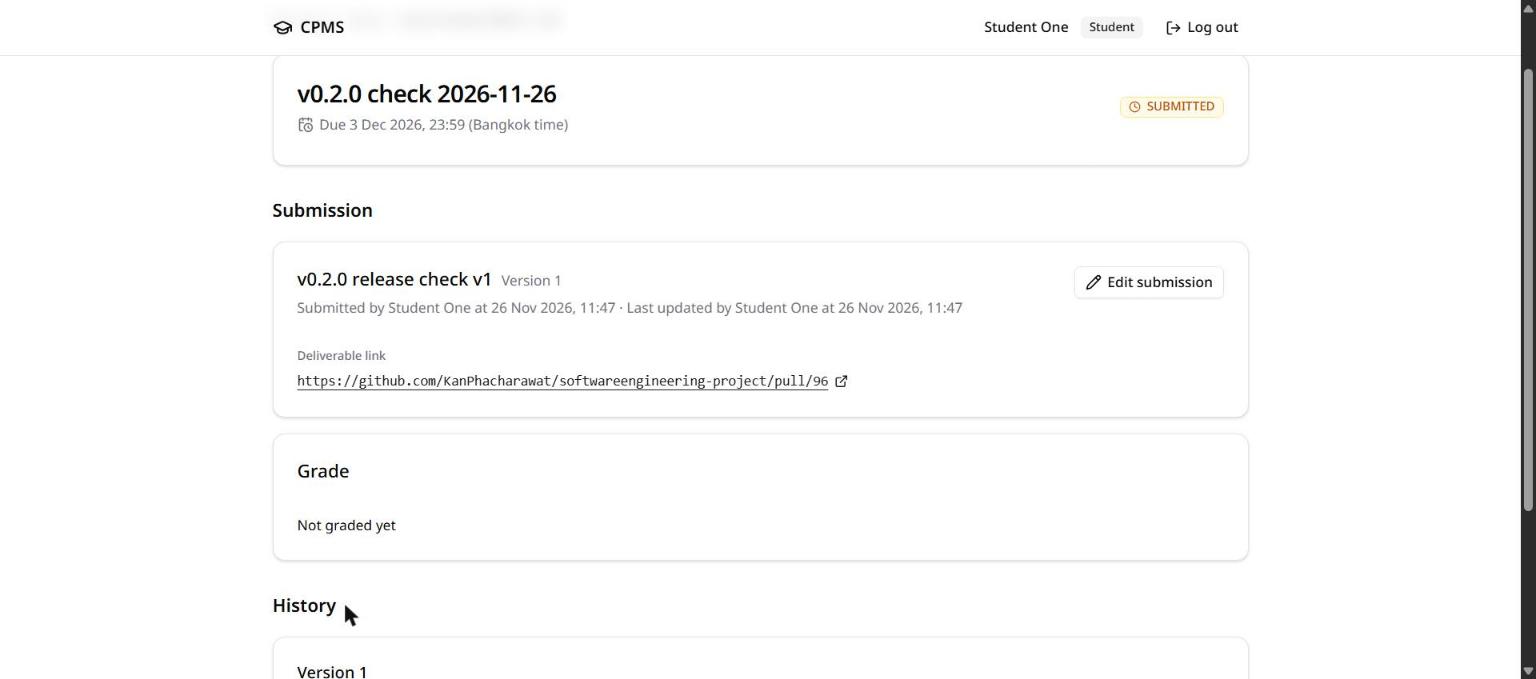 CPMS
Student One Student Log out
v0.2.0 check 2026-11-26
Due 3 Dec 2026, 23:59 (Bangkok time)
SUBMITTED
Submission
v0.2.0 release check v1 Version 1
Edit submission
Submitted by Student One at 26 Nov 2026, 11:47 · Last updated by Student One at 26 Nov 2026, 11:47
Deliverable link
https://github.com/KanPhacharawat/softwareengineering-project/pull/96
Grade
Not graded yet
History
Version 1